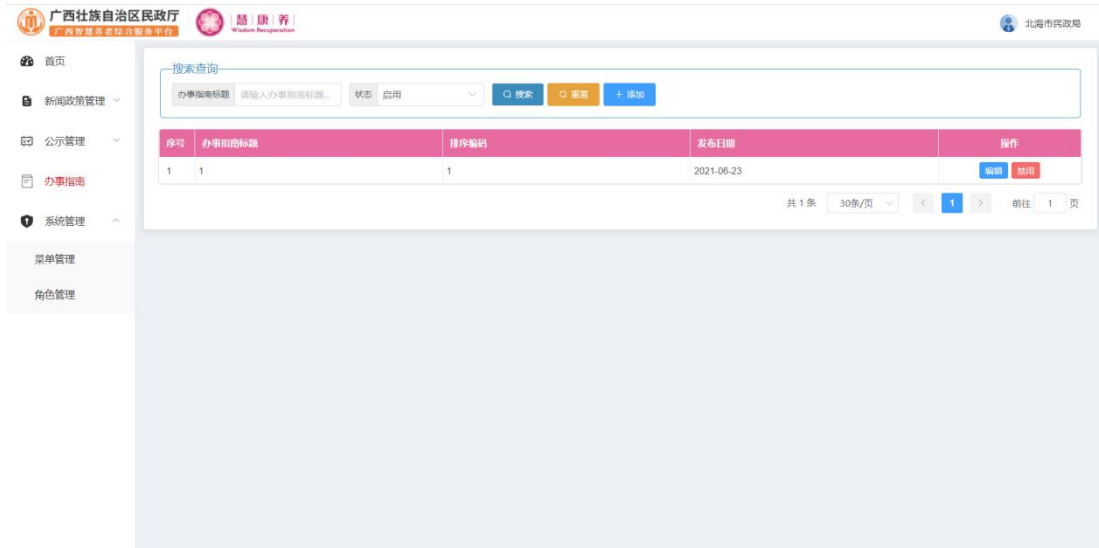 广西壮族自治区民政厅
广西智慧养老综合服务平台
慧康养
Wisdom Recuperation
北海市民政局
首页
新闻政策管理
公示管理
办事指南
系统管理
菜单管理
角色管理
搜索查询
办事指南标题 请输入办事指南标题... 状态 启用 搜索 重置 添加
序号 办事指南标题 排序编码 发布日期 操作
1 1 1 2021-06-23 编辑 禁用
共 1 条 30条/页 < 1 > 前往 1 页